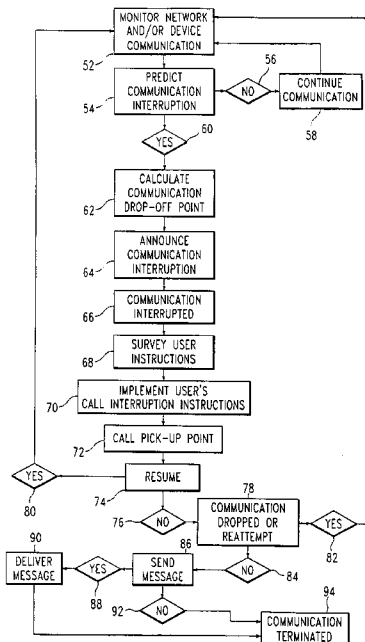 MONITOR NETWORK
AND/OR DEVICE
COMMUNICATION
52
56
PREDICT
COMMUNICATION
INTERRUPTION
54
NO
CONTINUE
COMMUNICATION
58
60
YES
CALCULATE
COMMUNICATION
DROP-OFF POINT
62
ANNOUNCE
COMMUNICATION
INTERRUPTION
64
COMMUNICATION
INTERRUPTED
66
SURVEY USER
INSTRUCTIONS
68
IMPLEMENT USER'S
CALL INTERRUPTION INSTRUCTIONS
70
72
CALL PICK-UP POINT
YES
80
RESUME
74
78
COMMUNICATION
DROPPED OR
REATTEMPT
76
NO
YES
82
90
DELIVER
MESSAGE
86
SEND
MESSAGE
YES
88
NO
84
92
NO
94
COMMUNICATION
TERMINATED